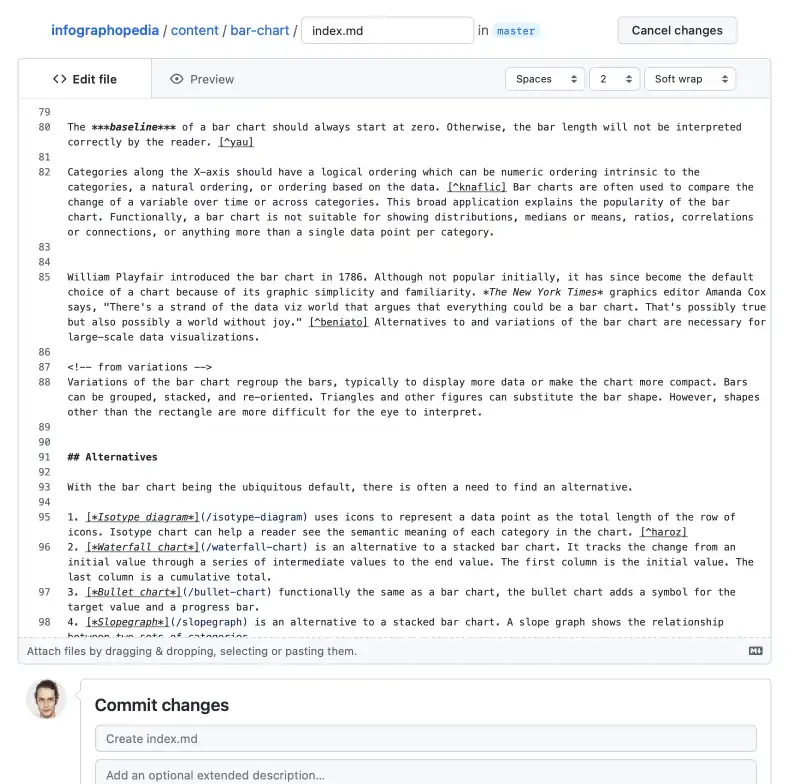 infographopedia / content / bar-chart / index.md in master Cancel changes
Edit file Preview Spaces 2 Soft wrap
79
80 The ***baseline*** of a bar chart should always start at zero. Otherwise, the bar length will not be interpreted
correctly by the reader. [^yau]
81
82 Categories along the X-axis should have a logical ordering which can be numeric ordering intrinsic to the
categories, a natural ordering, or ordering based on the data. [^knaflic] Bar charts are often used to compare the
change of a variable over time or across categories. This broad application explains the popularity of the bar
chart. Functionally, a bar chart is not suitable for showing distributions, medians or means, ratios, correlations
or connections, or anything more than a single data point per category.
83
84
85 William Playfair introduced the bar chart in 1786. Although not popular initially, it has since become the default
choice of a chart because of its graphic simplicity and familiarity. *The New York Times* graphics editor Amanda Cox
says, "There's a strand of the data viz world that argues that everything could be a bar chart. That's possibly true
but also possibly a world without joy." [^beniato] Alternatives to and variations of the bar chart are necessary for
large-scale data visualizations.
86
87 <!-- from variations -->
88 Variations of the bar chart regroup the bars, typically to display more data or make the chart more compact. Bars
can be grouped, stacked, and re-oriented. Triangles and other figures can substitute the bar shape. However, shapes
other than the rectangle are more difficult for the eye to interpret.
89
90
91 ## Alternatives
92
93 With the bar chart being the ubiquitous default, there is often a need to find an alternative.
94
95 1. [*Isotype diagram*](/isotype-diagram) uses icons to represent a data point as the total length of the row of
icons. Isotype chart can help a reader see the semantic meaning of each category in the chart. [^haroz]
96 2. [*Waterfall chart*](/waterfall-chart) is an alternative to a stacked bar chart. It tracks the change from an
initial value through a series of intermediate values to the end value. The first column is the initial value. The
last column is a cumulative total.
97 3. [*Bullet chart*](/bullet-chart) functionally the same as a bar chart, the bullet chart adds a symbol for the
target value and a progress bar.
98 4. [*Slopegraph*](/slopegraph) is an alternative to a stacked bar chart. A slope graph shows the relationship
between two sets of categories.
Attach files by dragging & dropping, selecting or pasting them.
Commit changes
Create index.md
Add an optional extended description...